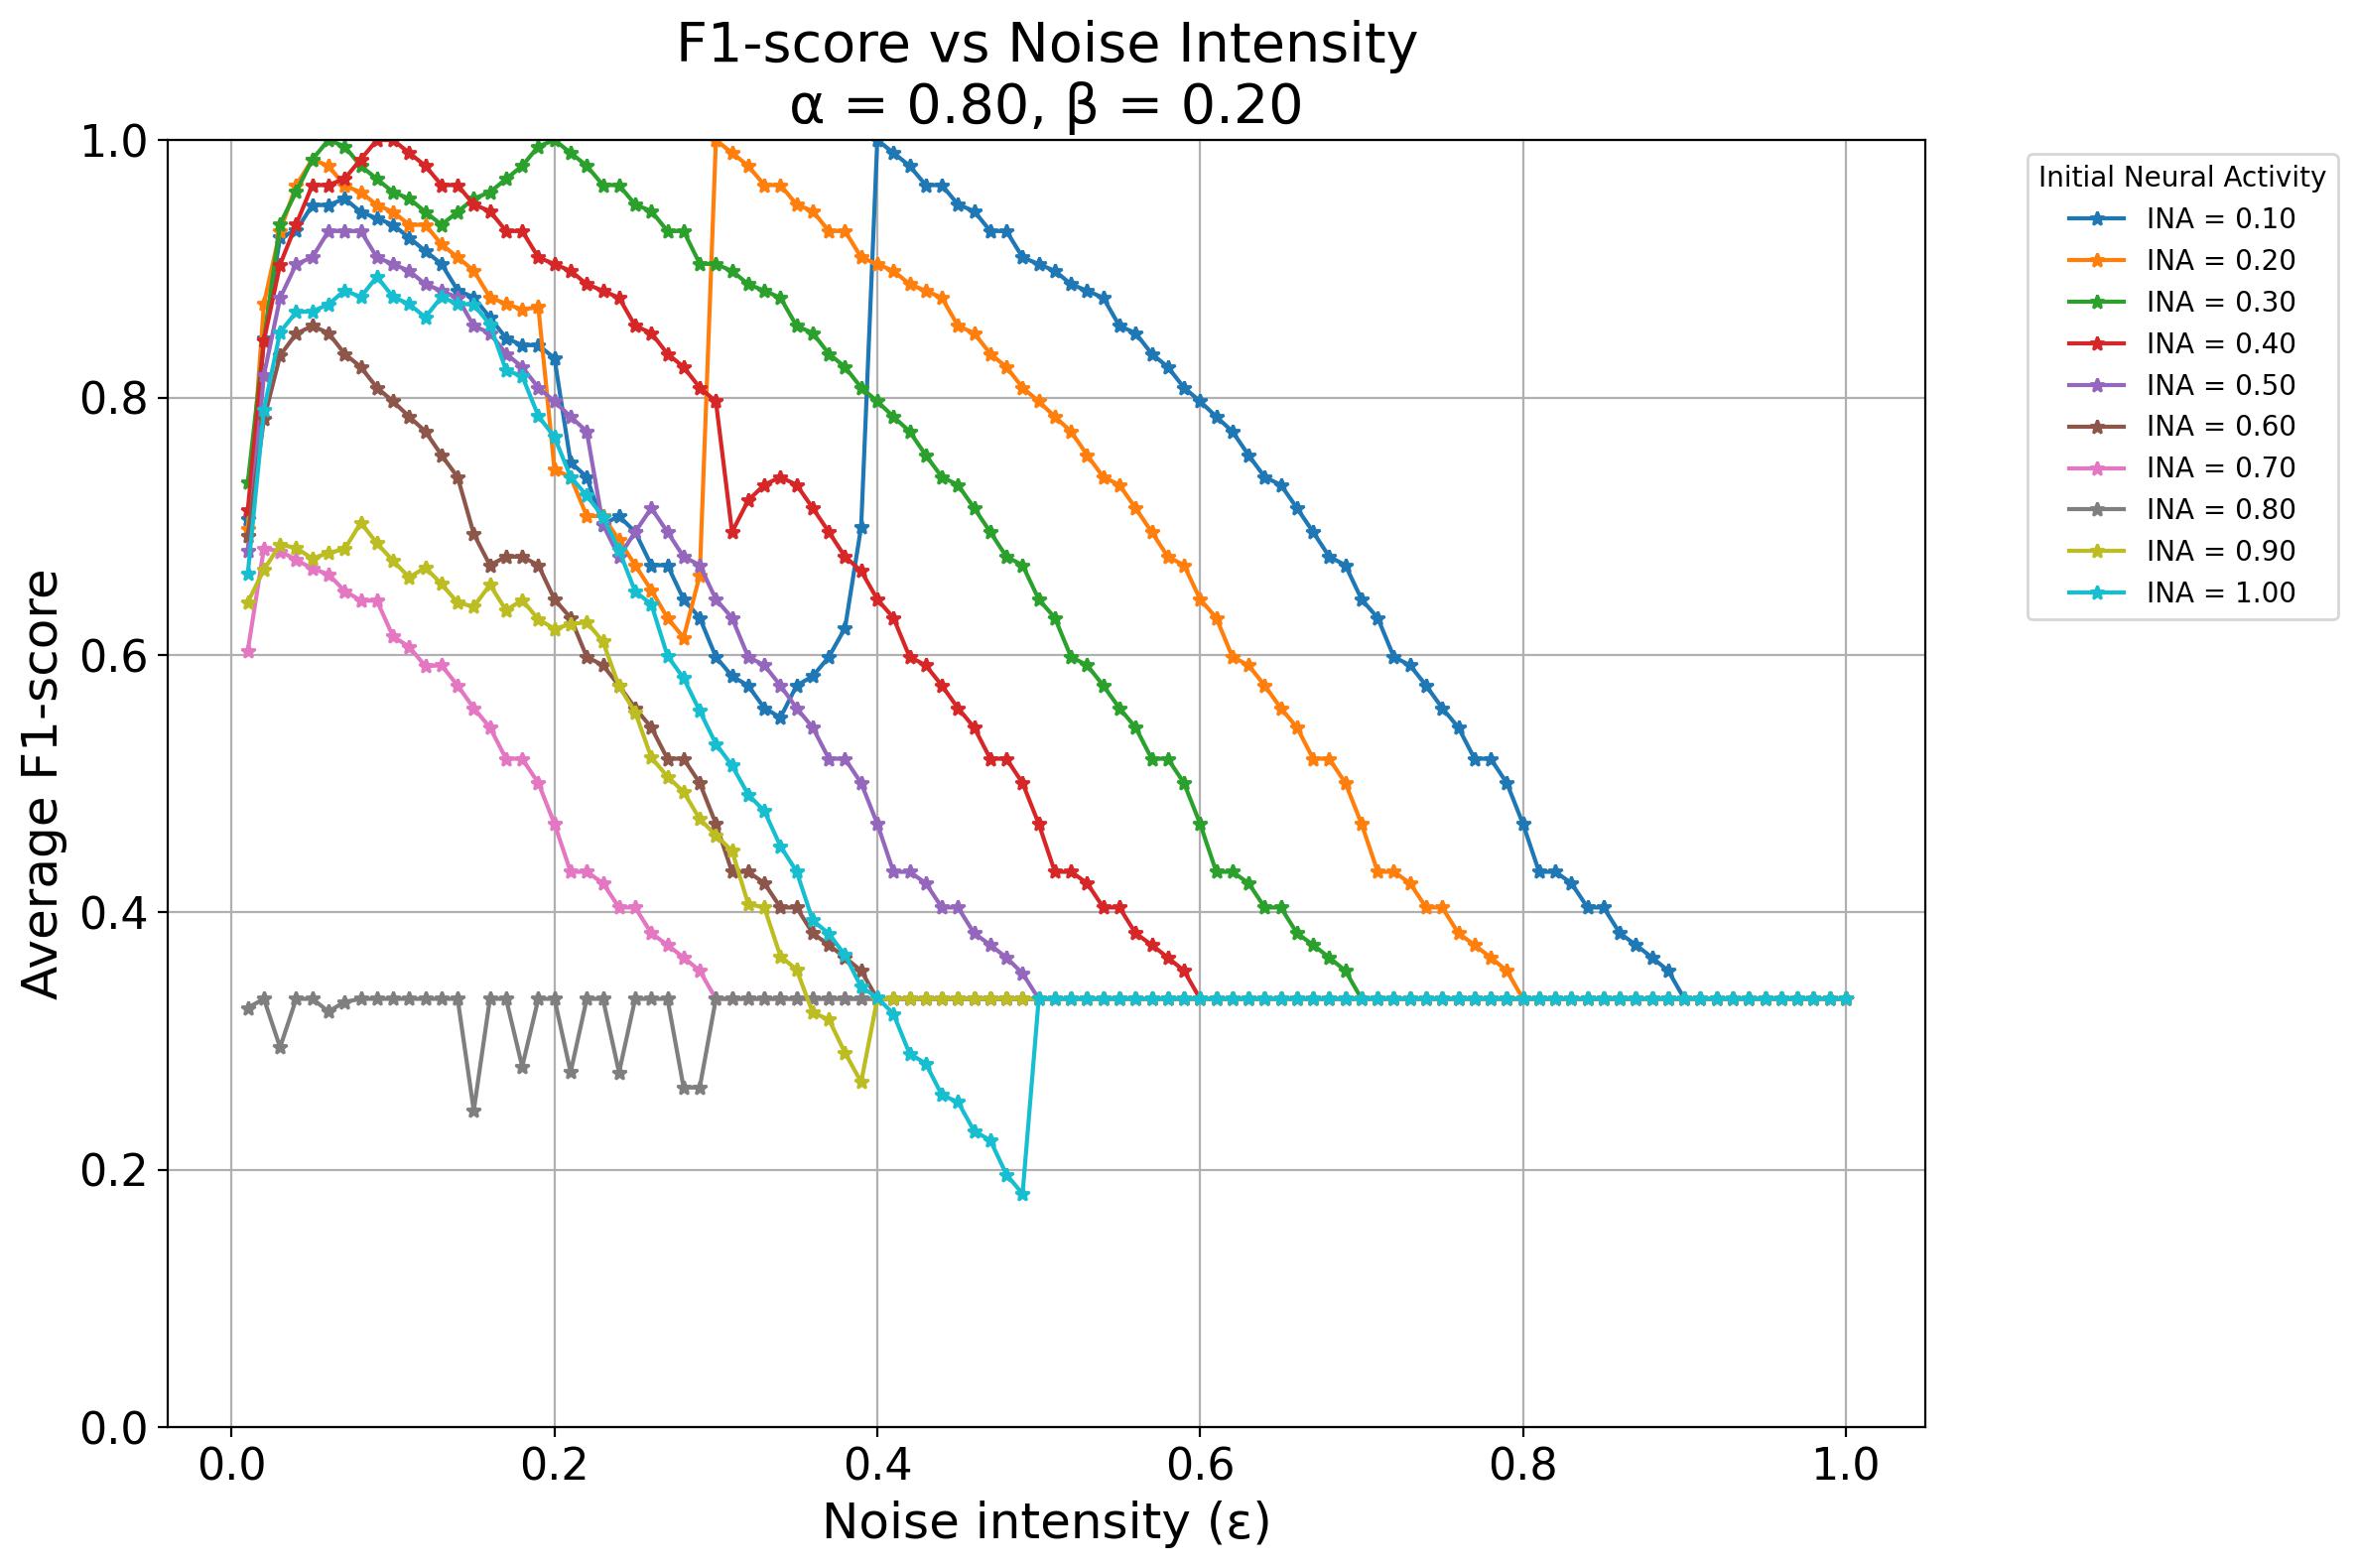 F1-score vs Noise Intensity
α = 0.80, β = 0.20
Average F1-score
1.0
0.8
0.6
0.4
0.2
0.0
0.0 0.2 0.4 0.6 0.8 1.0
Noise intensity (ε)
Initial Neural Activity
INA = 0.10
INA = 0.20
INA = 0.30
INA = 0.40
INA = 0.50
INA = 0.60
INA = 0.70
INA = 0.80
INA = 0.90
INA = 1.00